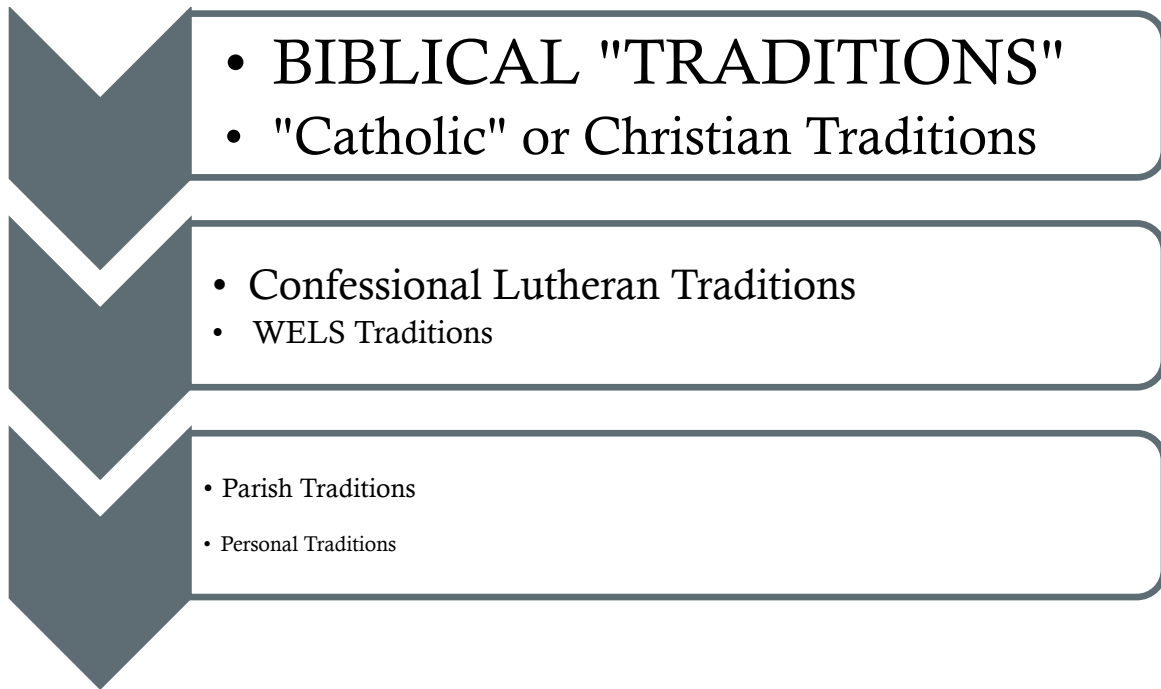 • BIBLICAL "TRADITIONS"
• "Catholic" or Christian Traditions
• Confessional Lutheran Traditions
• WELS Traditions
• Parish Traditions
• Personal Traditions